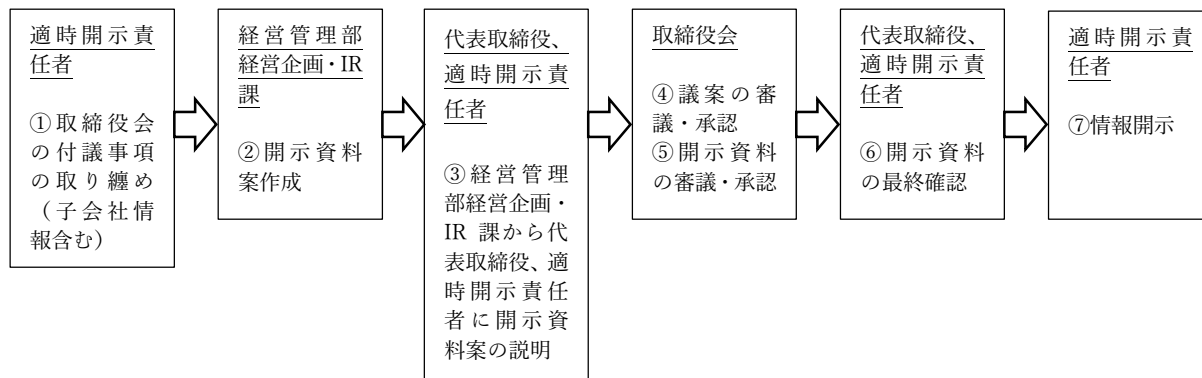 適時開示責
任者
①取締役会
の付議事項
の取り纏め
（子会社情
報含む）
経営管理部
経営企画・IR
課
②開示資料
案作成
代表取締役、
適時開示責
任者
③経営管理
部経営企画・
IR 課から代
表取締役、適
時開示責任
者に開示資
料案の説明
取締役会
④議案の審
議・承認
⑤開示資料
の審議・承認
代表取締役、
適時開示責
任者
⑥開示資料
の最終確認
適時開示責
任者
⑦情報開示